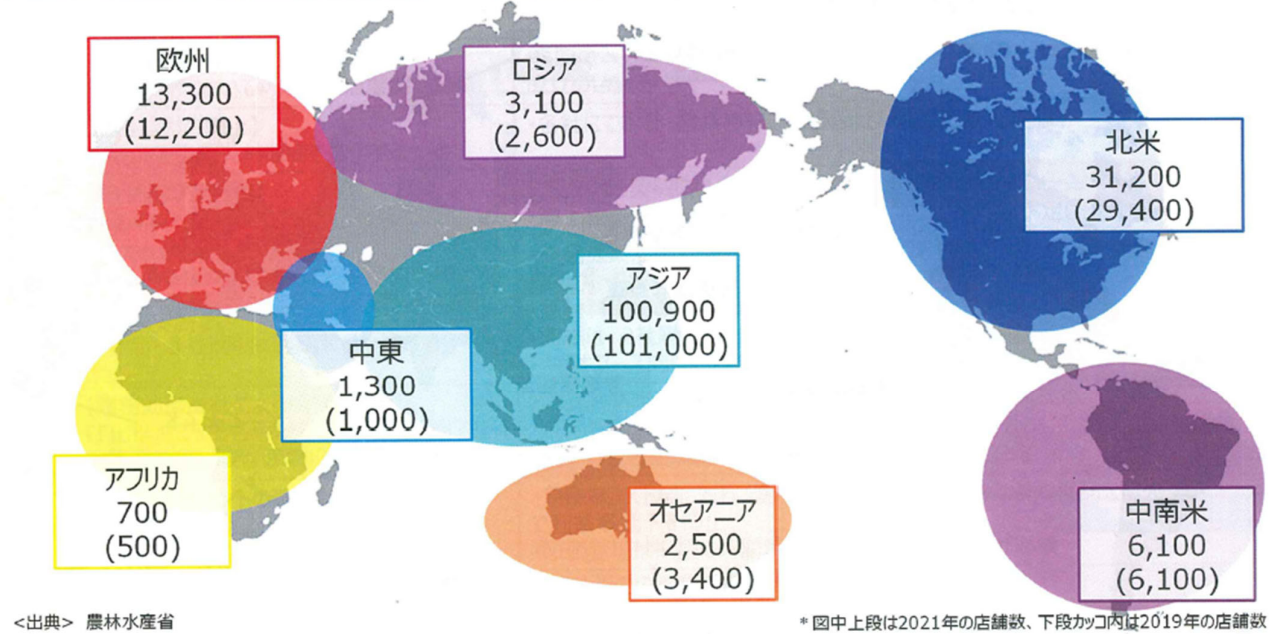 欧州
13,300
(12,200)
ロシア
3,100
(2,600)
北米
31,200
(29,400)
アジア
100,900
(101,000)
中東
1,300
(1,000)
アフリカ
700
(500)
オセアニア
2,500
(3,400)
中南米
6,100
(6,100)
<出典> 農林水産省
*図中上段は2021年の店舗数、下段カッコ内は2019年の店舗数